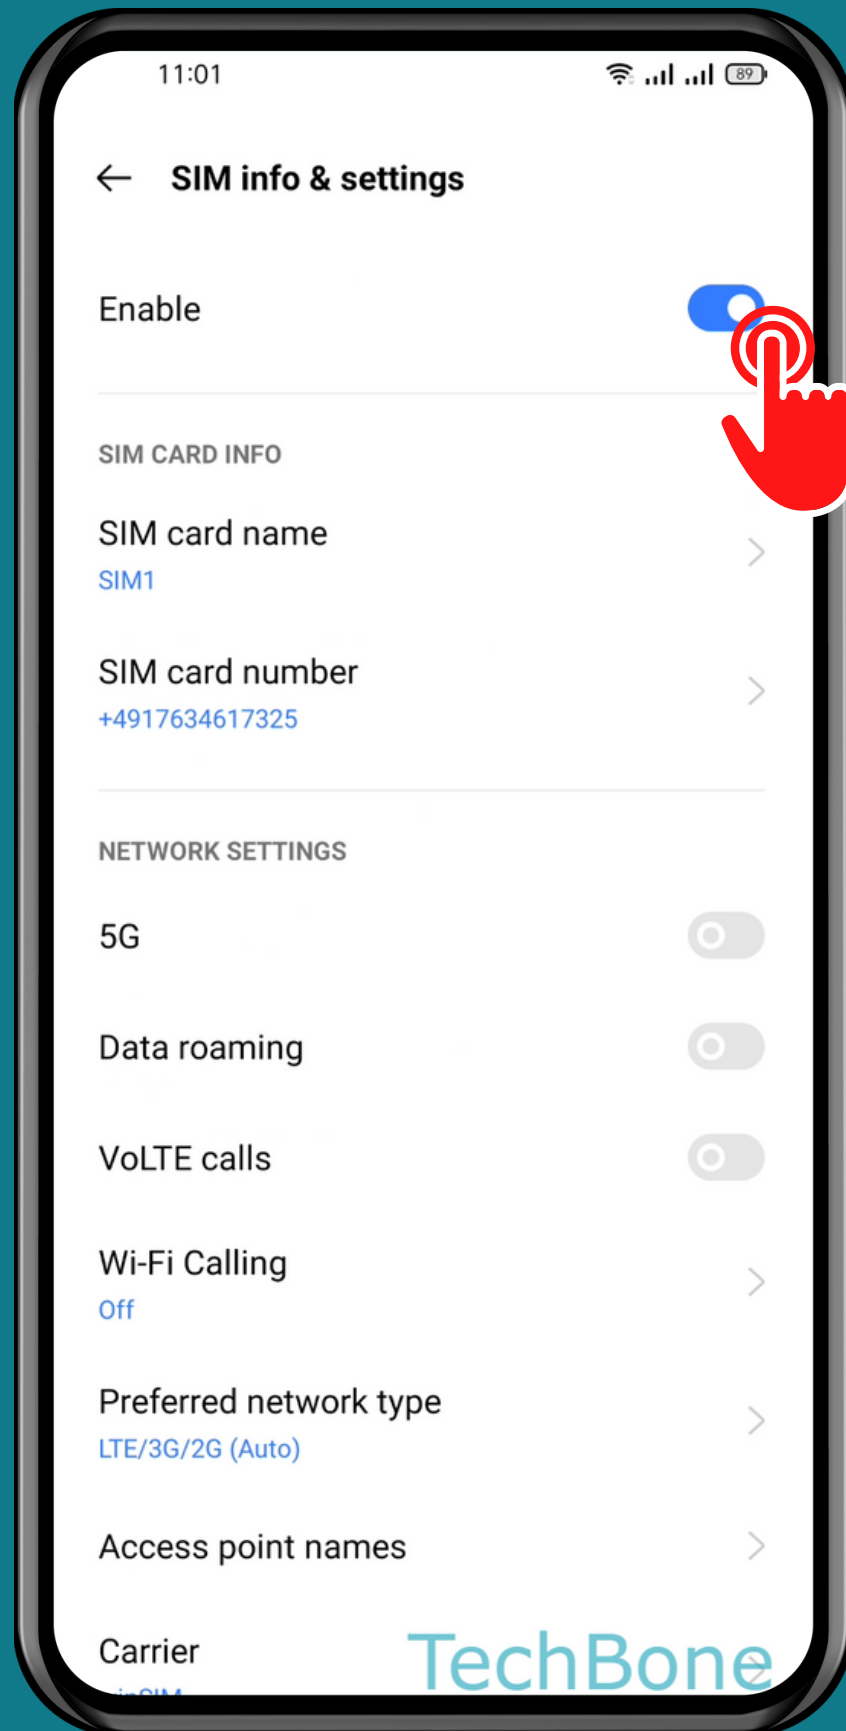 11:01
89
SIM info & settings
Enable
SIM CARD INFO
SIM card name
SIM1
SIM card number
+4917634617325
NETWORK SETTINGS
5G
Data roaming
VoLTE calls
Wi-Fi Calling
Off
Preferred network type
LTE/3G/2G (Auto)
Access point names
Carrier
TechBone